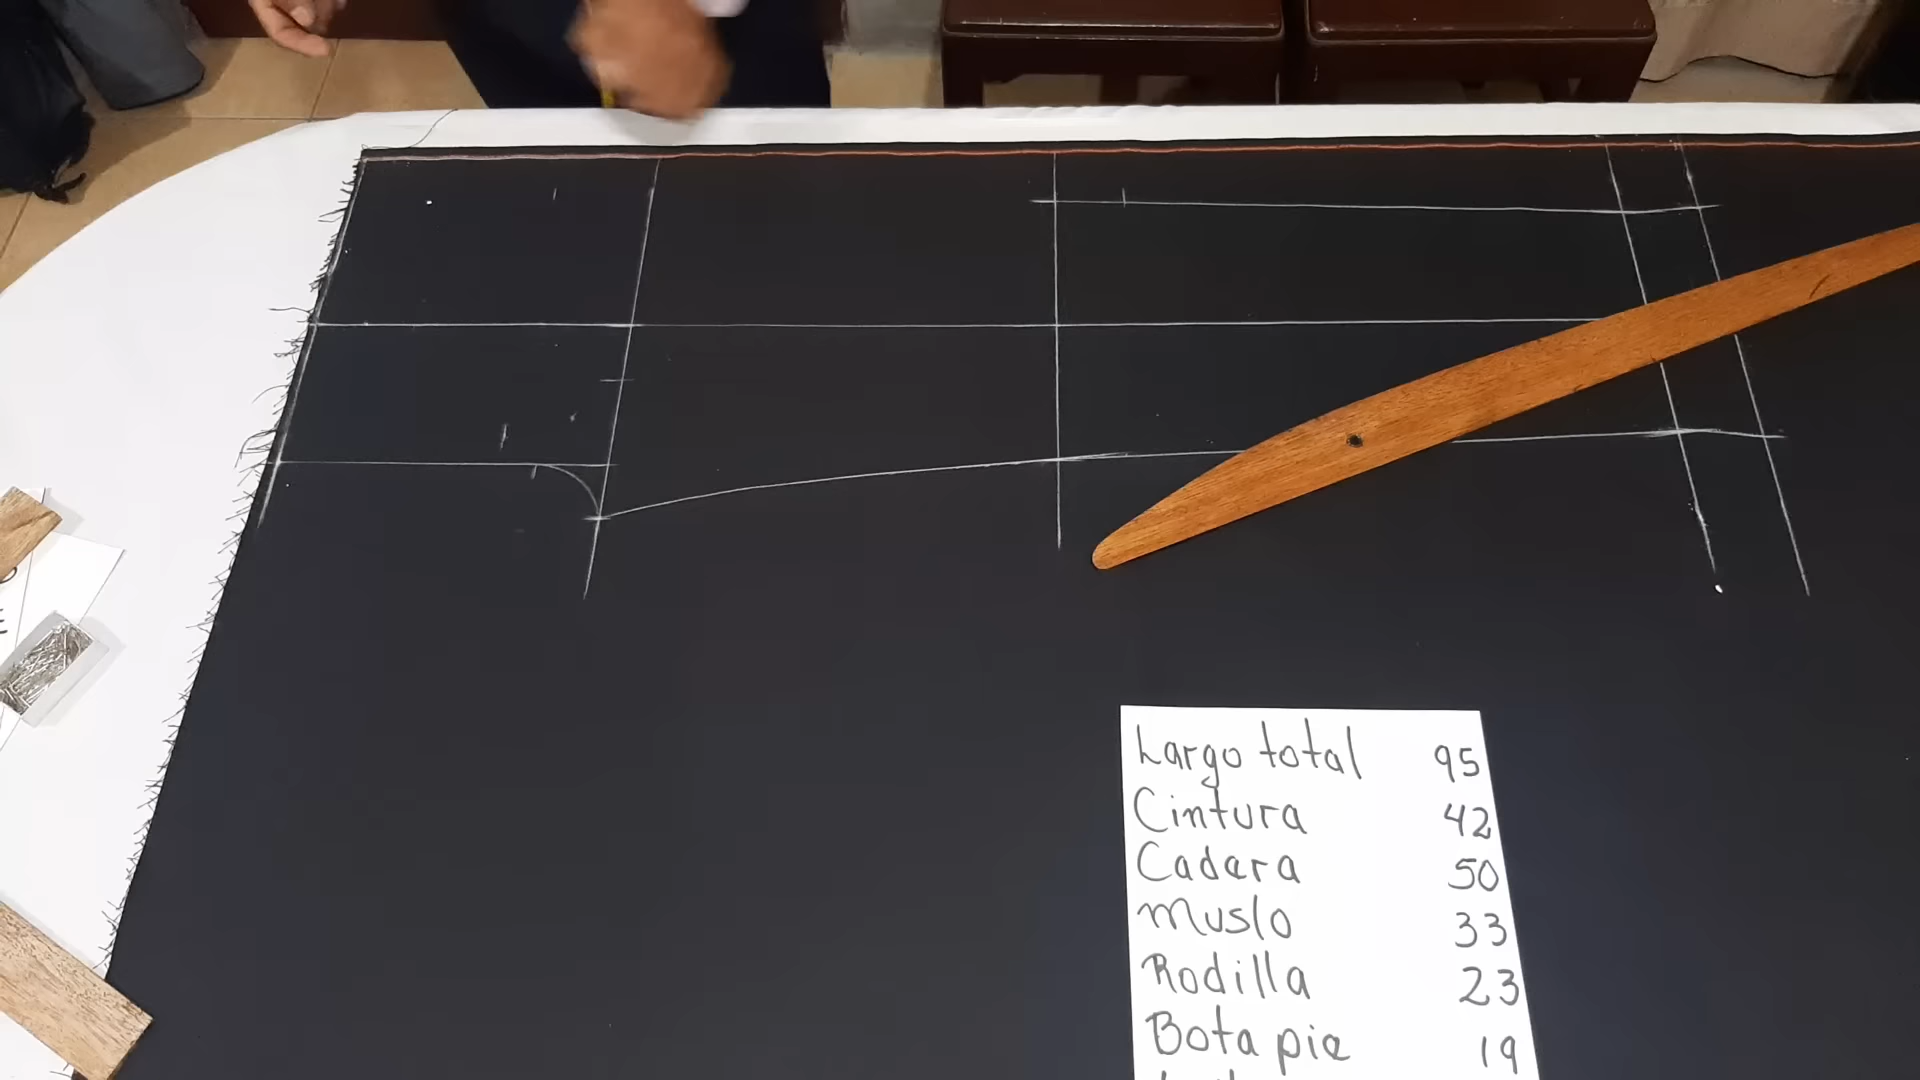 Largo total 95
Cintura 42
Cadera 50
Muslo 33
Rodilla 23
Bota pie 19